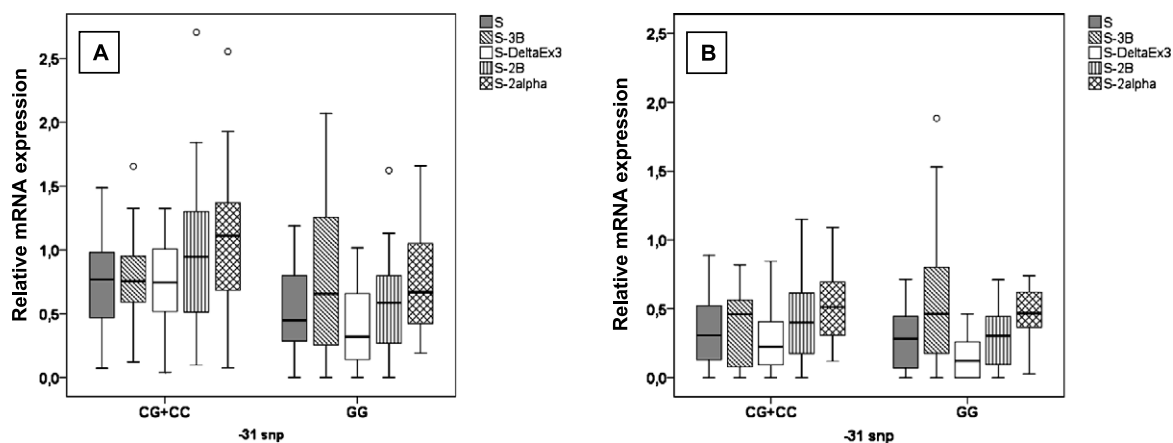 A
Relative mRNA expression
2,5
2,0
1,5
1,0
0,5
0,0
CG+CC
GG
-31 snp
S
S-3B
S-DeltaEx3
S-2B
S-2alpha
B
Relative mRNA expression
2,5
2,0
1,5
1,0
0,5
0,0
CG+CC
GG
-31 snp
S
S-3B
S-DeltaEx3
S-2B
S-2alpha